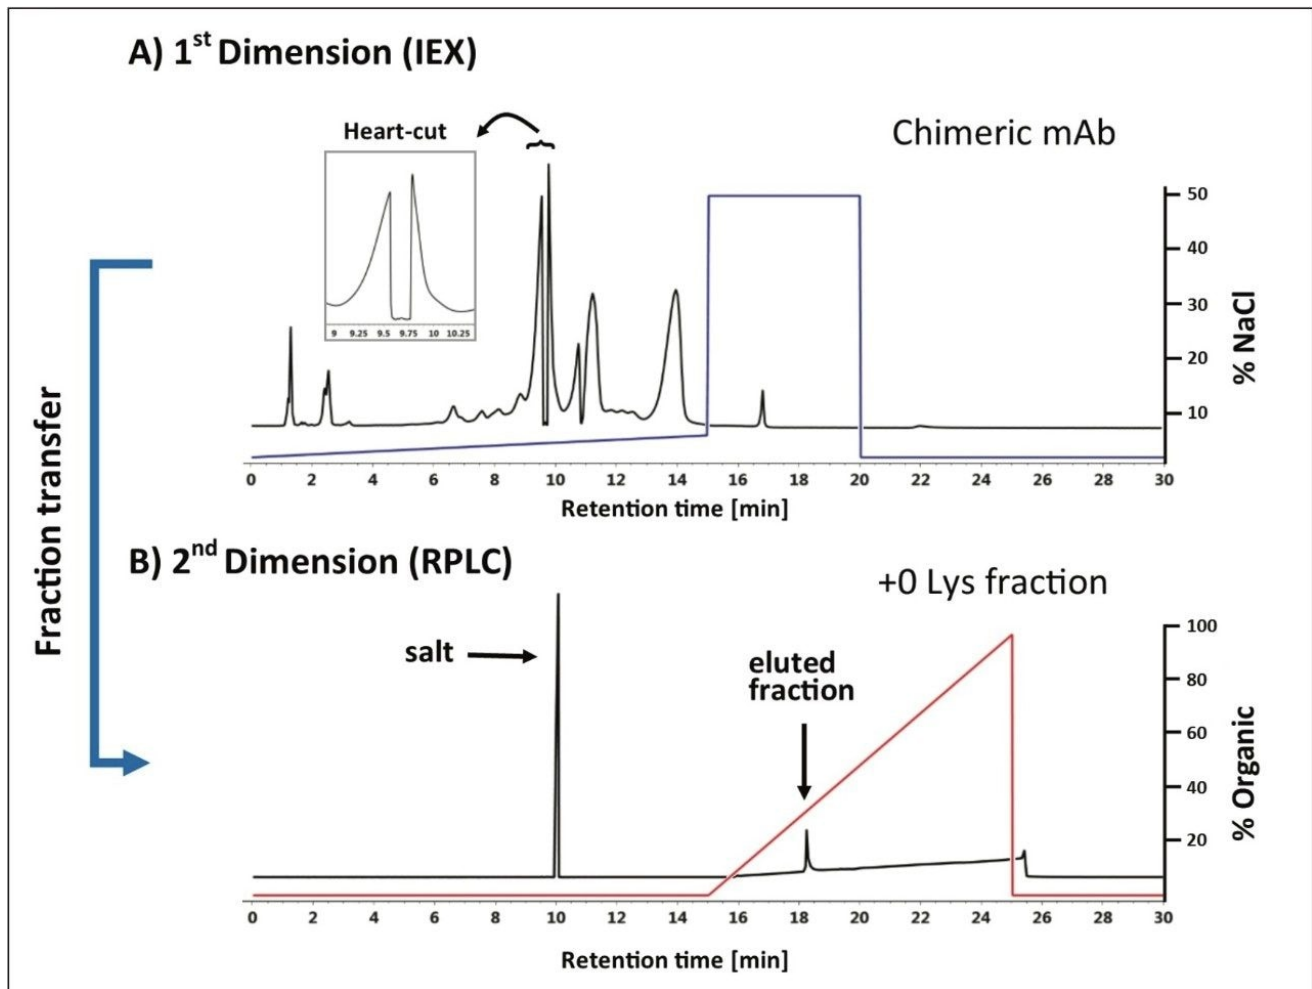 A) 1st Dimension (IEX)
Heart-cut
Chimeric mAb
9 9.25 9.5 9.75 10 10.25
50
40
30
20
10
% NaCl
0 2 4 6 8 10 12 14 16 18 20 22 24 26 28 30
Retention time [min]
Fraction transfer
B) 2nd Dimension (RPLC)
+0 Lys fraction
salt
eluted
fraction
100
80
60
40
20
% Organic
0 2 4 6 8 10 12 14 16 18 20 22 24 26 28 30
Retention time [min]